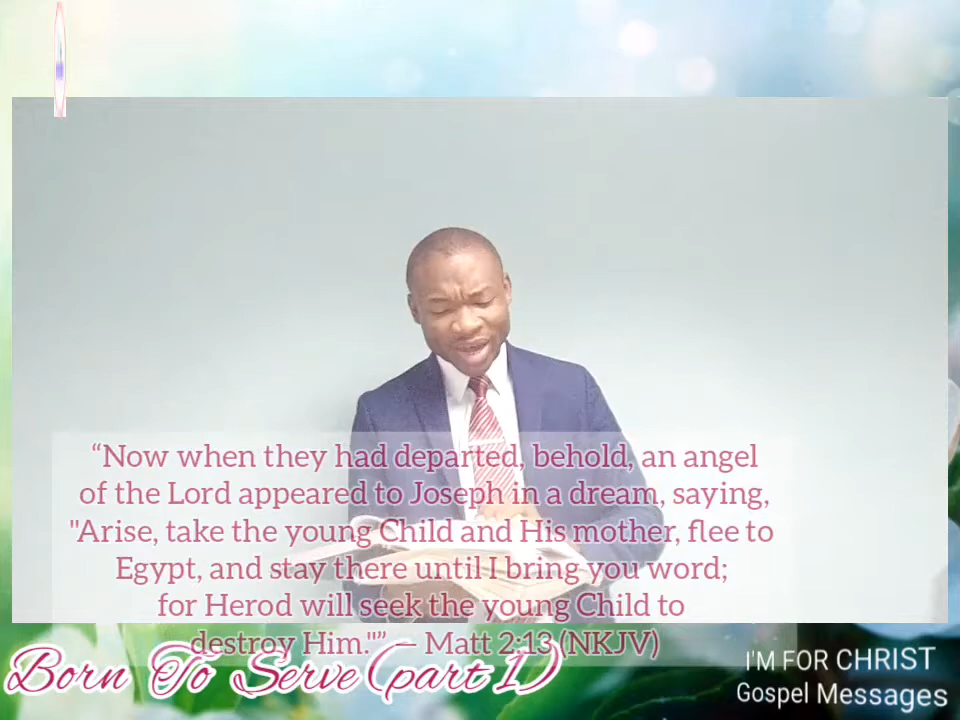 “Now when they had departed, behold, an angel
of the Lord appeared to Joseph in a dream, saying,
"Arise, take the young Child and His mother, flee to
Egypt, and stay there until I bring you word;
for Herod will seek the young Child to
destroy Him."” — Matt 2:13 (NKJV)
Born To Serve (part 1)
I'M FOR CHRIST
Gospel Messages